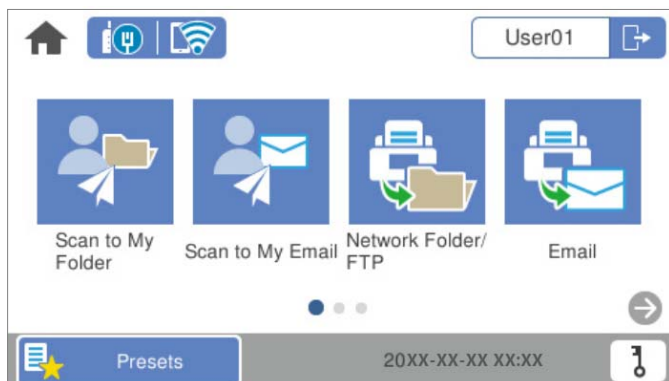 User01
Scan to My
Folder
Scan to My Email
Network Folder/
FTP
Email
Presets
20XX-XX-XX XX:XX